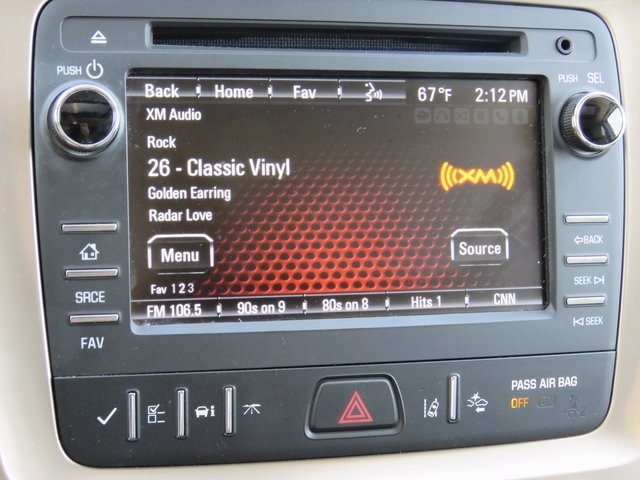 PUSH
PUSH SEL
Back Home Fav 67°F 2:12 PM
XM Audio
Rock
26 - Classic Vinyl
((XM))
Golden Earring
Radar Love
Menu Source
Fav 1 2 3
FM 106.5 90s on 9 80s on 8 Hits 1 CNN
BACK
SRCE
SEEK
FAV
SEEK
PASS AIR BAG
OFF ON